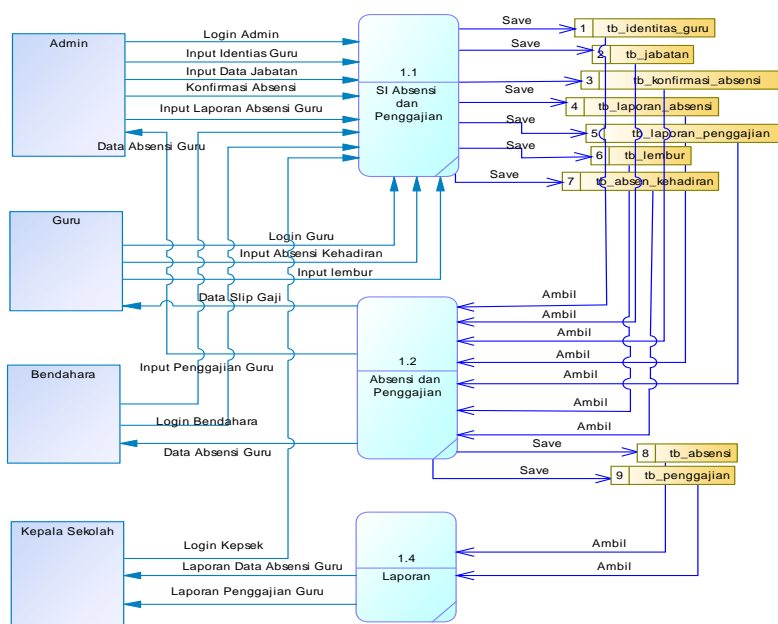 Admin
Login Admin
Input Identias Guru
Input Data Jabatan
Konfirmasi Absensi
Input Laporan Absensi Guru
Data Absensi Guru
1.1
SI Absensi dan Penggajian
Save
1 tb_identitas_guru
Save
2 tb_jabatan
3 tb_konfirmasi_absensi
Save
4 tb_laporan_absensi
Save
5 tb_laporan_penggajian
Save
6 tb_lembur
Save
7 tb_absen_kehadiran
Guru
Login Guru
Input Absensi Kehadiran
Input lembur
Data Slip Gaji
Input Penggajian Guru
Bendahara
Login Bendahara
Data Absensi Guru
1.2
Absensi dan Penggajian
Ambil
Ambil
Ambil
Ambil
Ambil
Ambil
Ambil
Save
8 tb_absensi
Save
9 tb_penggajian
Kepala Sekolah
Login Kepsek
Laporan Data Absensi Guru
Laporan Penggajian Guru
1.4
Laporan
Ambil
Ambil